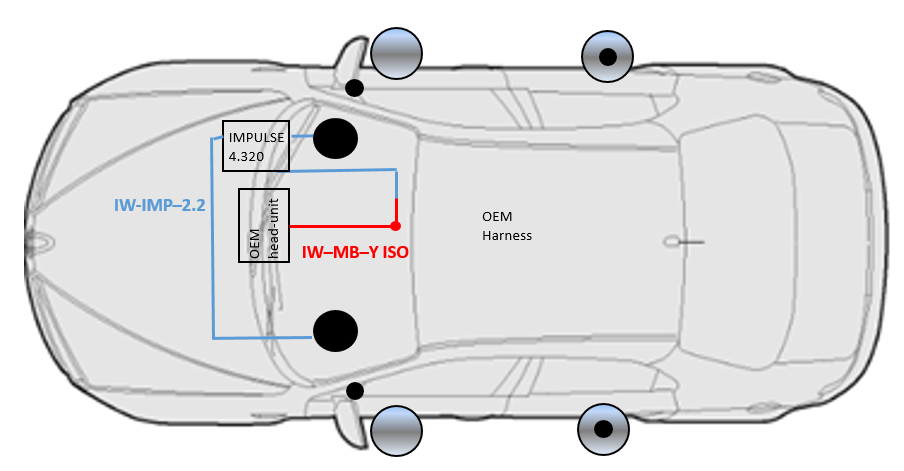 IMPULSE
4.320
IW-IMP–2.2
OEM
head-unit
IW–MB–Y ISO
OEM
Harness